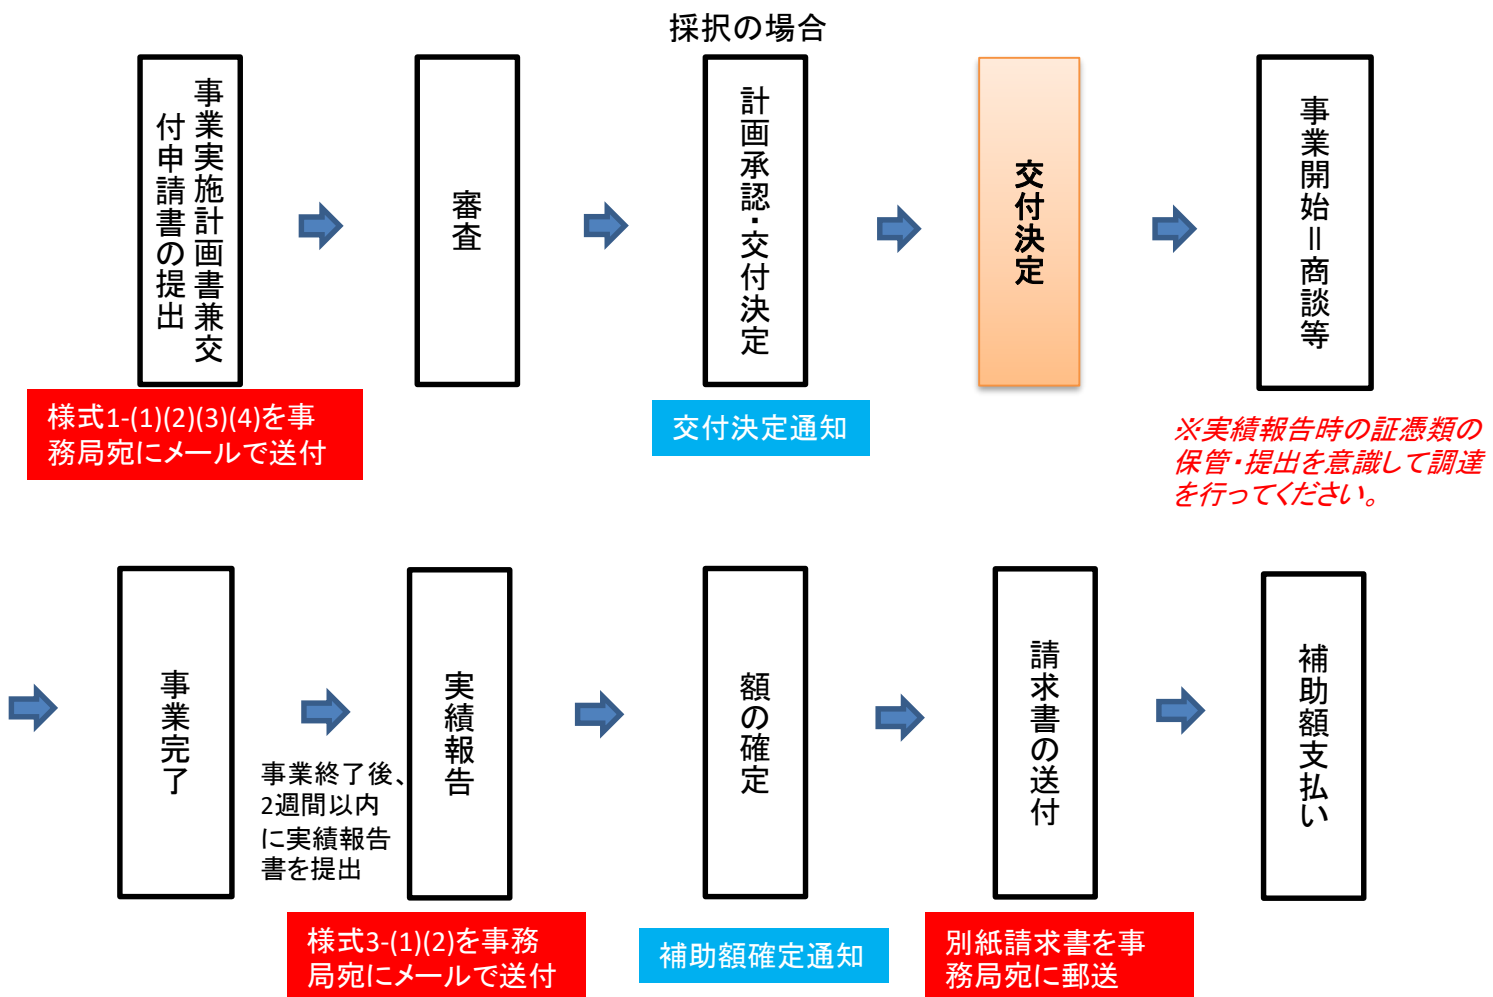 採択の場合
事業実施計画書兼交
付申請書の提出
審査
計画承認・交付決定
交付決定
事業開始＝商談等
様式1-(1)(2)(3)(4)を事
務局宛にメールで送付
交付決定通知
※実績報告時の証憑類の
保管・提出を意識して調達
を行ってください。
事業完了
事業終了後、
2週間以内
に実績報告
書を提出
実績報告
額の確定
請求書の送付
補助額支払い
様式3-(1)(2)を事務
局宛にメールで送付
補助額確定通知
別紙請求書を事
務局宛に郵送